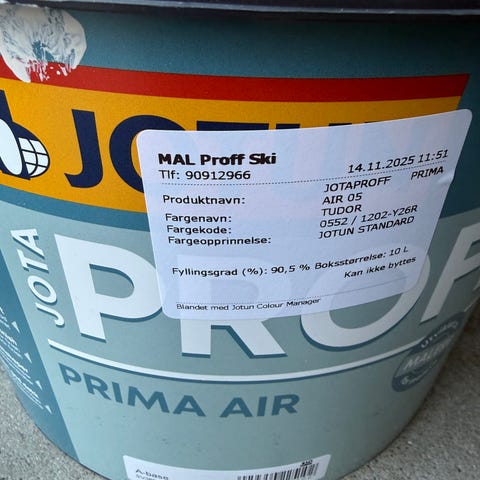 JOTUN
MAL Proff Ski
Tlf: 90912966
14.11.2025 11:51
Produktnavn: JOTAPROFF PRIMA
AIR 05
Fargenavn: TUDOR
Fargekode: 0552 / 1202-Y26R
Fargeopprinnelse: JOTUN STANDARD
Fyllingsgrad (%): 90,5 % Boksstørrelse: 10 L
Kan ikke byttes
Blandet med Jotun Colour Manager
JOTA
PROF
PRIMA AIR
A-base